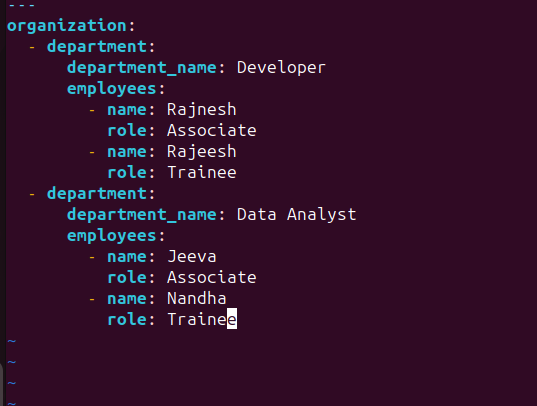 ---
organization:
  - department:
      department_name: Developer
      employees:
        - name: Rajnesh
          role: Associate
        - name: Rajeesh
          role: Trainee
  - department:
      department_name: Data Analyst
      employees:
        - name: Jeeva
          role: Associate
        - name: Nandha
          role: Trainee
~
~
~
~